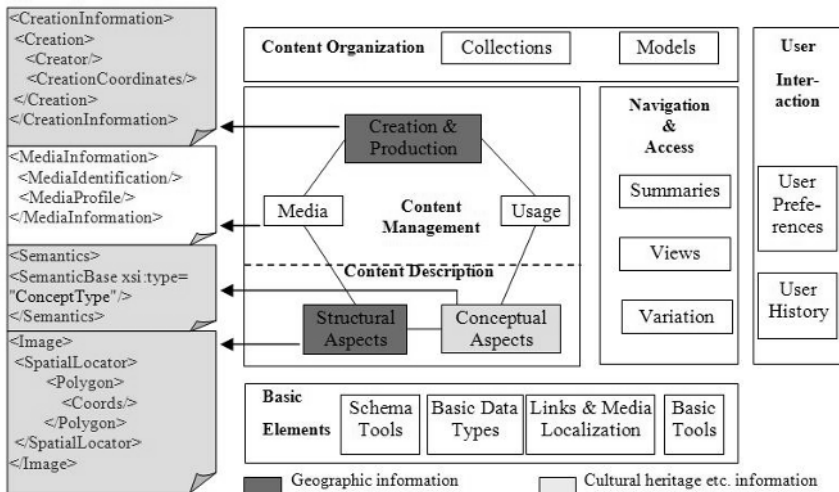 <CreationInformation>
<Creation>
<Creator/>
<CreationCoordinates/>
</Creation>
</CreationInformation>
<MediaInformation>
<MediaIdentification/>
<MediaProfile/>
</MediaInformation>
<Semantics>
<SemanticBase xsi:type=
"ConceptType"/>
</Semantics>
<Image>
<SpatialLocator>
<Polygon>
<Coords/>
</Polygon>
</SpatialLocator>
</Image>
Content Organization
Collections
Models
Creation &
Production
Media
Content
Management
Usage
Content Description
Structural
Aspects
Conceptual
Aspects
Navigation
&
Access
Summaries
Views
Variation
User
Inter-
action
User
Prefe-
rences
User
History
Basic
Elements
Schema
Tools
Basic Data
Types
Links & Media
Localization
Basic
Tools
Geographic information
Cultural heritage etc. information